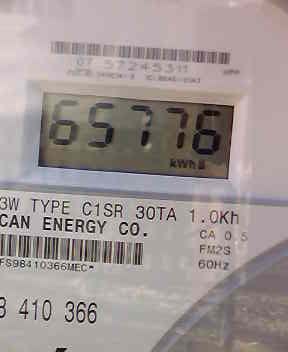 07 57245311
65776
kWh
3W TYPE C1SR 30TA 1.0Kh
CAN ENERGY CO.
CA 0.5
FM2S
FS98410366MEC*
60Hz
8 410 366